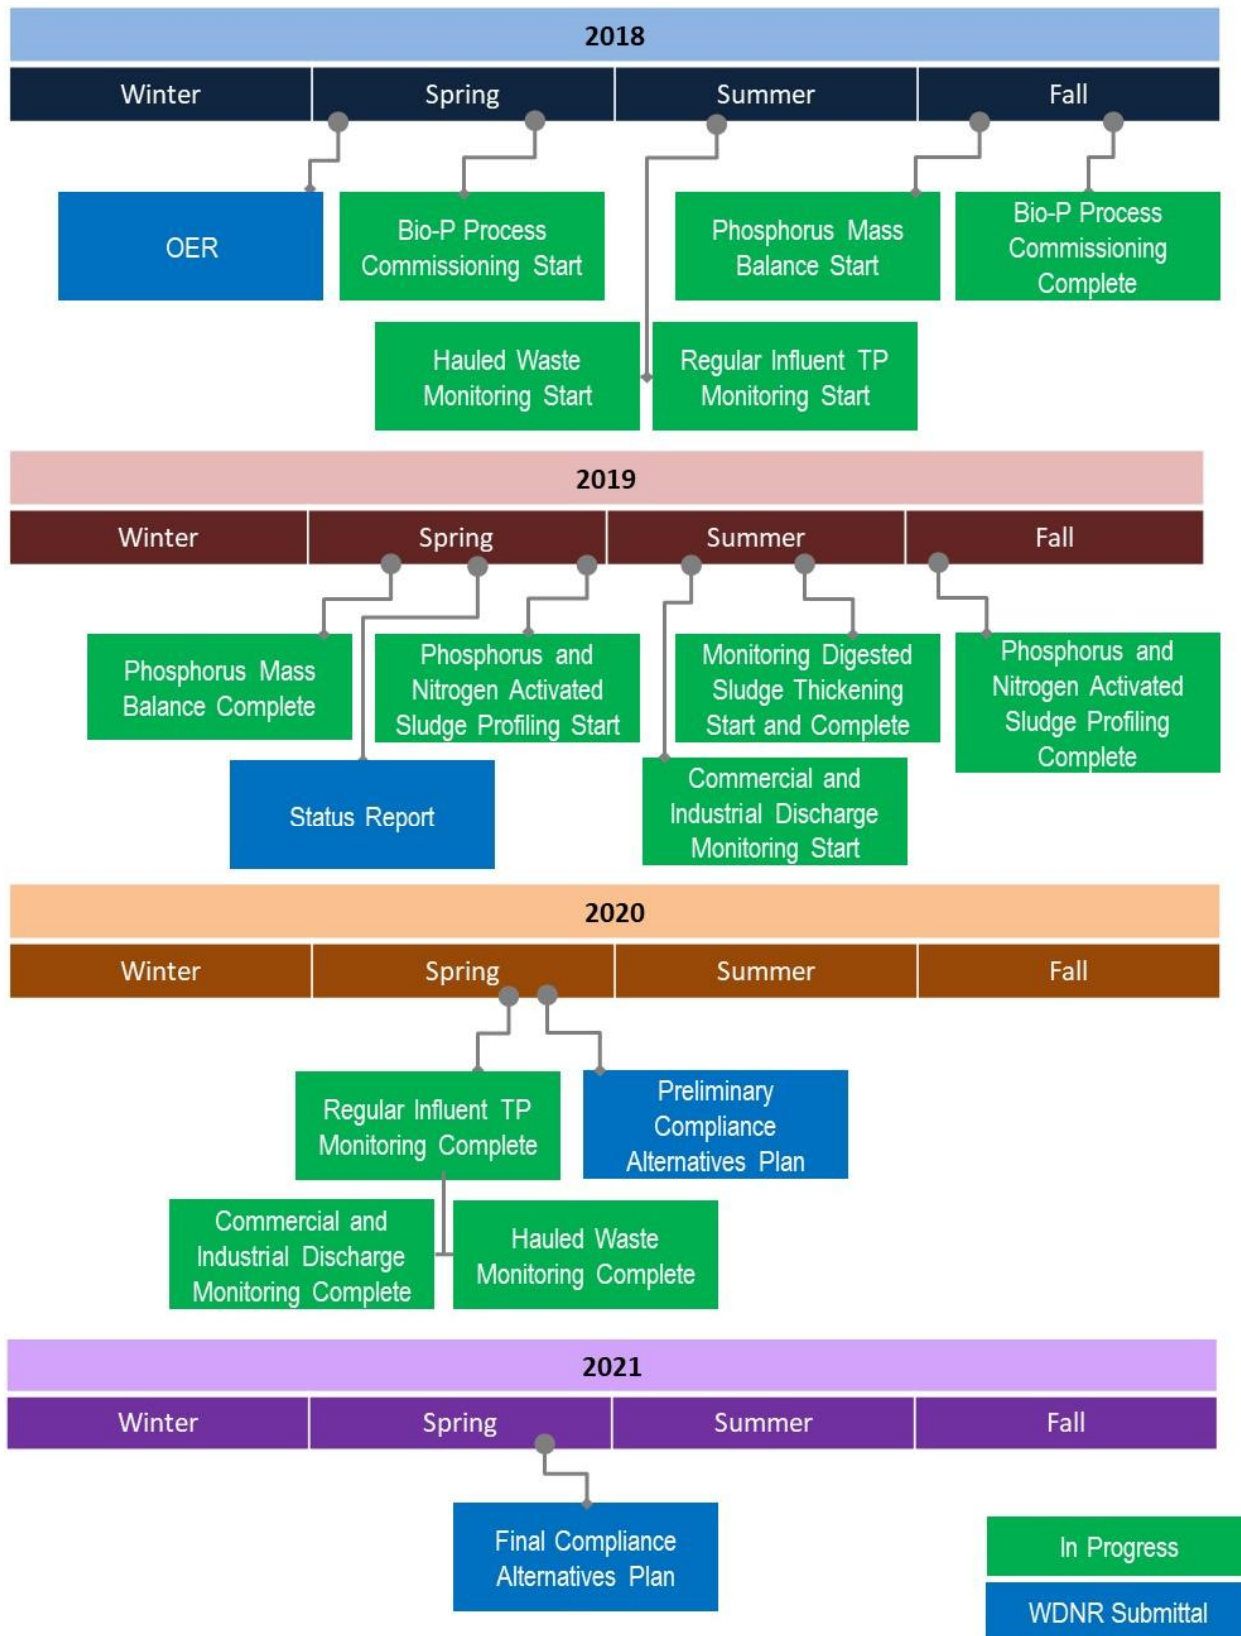 2018
Winter
Spring
Summer
Fall
OER
Bio-P Process
Commissioning Start
Phosphorus Mass
Balance Start
Bio-P Process
Commissioning
Complete
Hauled Waste
Monitoring Start
Regular Influent TP
Monitoring Start
2019
Winter
Spring
Summer
Fall
Phosphorus Mass
Balance Complete
Phosphorus and
Nitrogen Activated
Sludge Profiling Start
Monitoring Digested
Sludge Thickening
Start and Complete
Phosphorus and
Nitrogen Activated
Sludge Profiling
Complete
Status Report
Commercial and
Industrial Discharge
Monitoring Start
2020
Winter
Spring
Summer
Fall
Regular Influent TP
Monitoring Complete
Preliminary
Compliance
Alternatives Plan
Commercial and
Industrial Discharge
Monitoring Complete
Hauled Waste
Monitoring Complete
2021
Winter
Spring
Summer
Fall
Final Compliance
Alternatives Plan
In Progress
WDNR Submittal